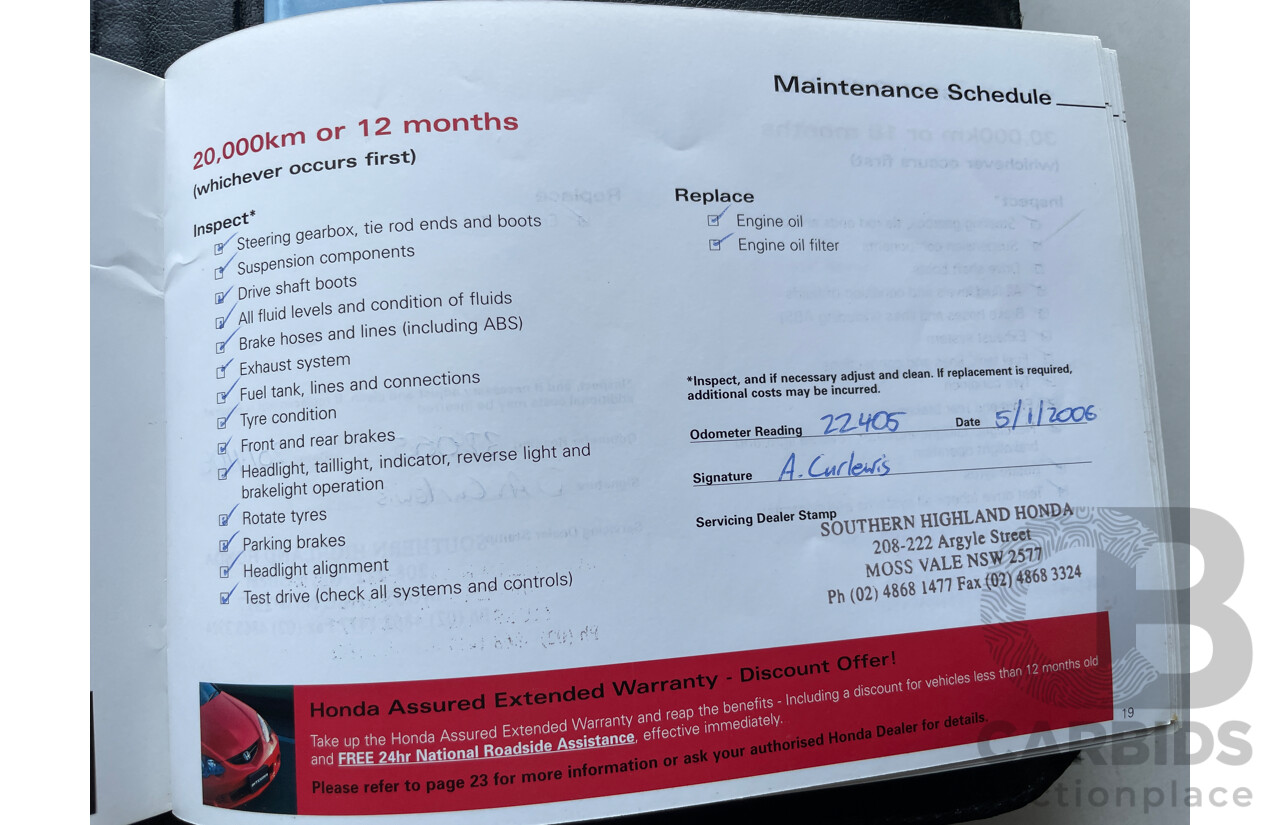 Maintenance Schedule
20,000km or 12 months
(whichever occurs first)
Inspect*
Steering gearbox, tie rod ends and boots
Suspension components
Drive shaft boots
All fluid levels and condition of fluids
Brake hoses and lines (including ABS)
Exhaust system
Fuel tank, lines and connections
Tyre condition
Front and rear brakes
Headlight, taillight, indicator, reverse light and
brakelight operation
Rotate tyres
Parking brakes
Headlight alignment
Test drive (check all systems and controls)
Replace
Engine oil
Engine oil filter
*Inspect, and if necessary adjust and clean. If replacement is required,
additional costs may be incurred.
Odometer Reading 22405 Date 5/1/2006
Signature A. Curlewis
Servicing Dealer Stamp
SOUTHERN HIGHLAND HONDA
208-222 Argyle Street
MOSS VALE NSW 2577
Ph (02) 4868 1477 Fax (02) 4868 3324
Honda Assured Extended Warranty - Discount Offer!
Take up the Honda Assured Extended Warranty and reap the benefits - Including a discount for vehicles less than 12 months old
and FREE 24hr National Roadside Assistance, effective immediately.
Please refer to page 23 for more information or ask your authorised Honda Dealer for details.
19
CARBIDS